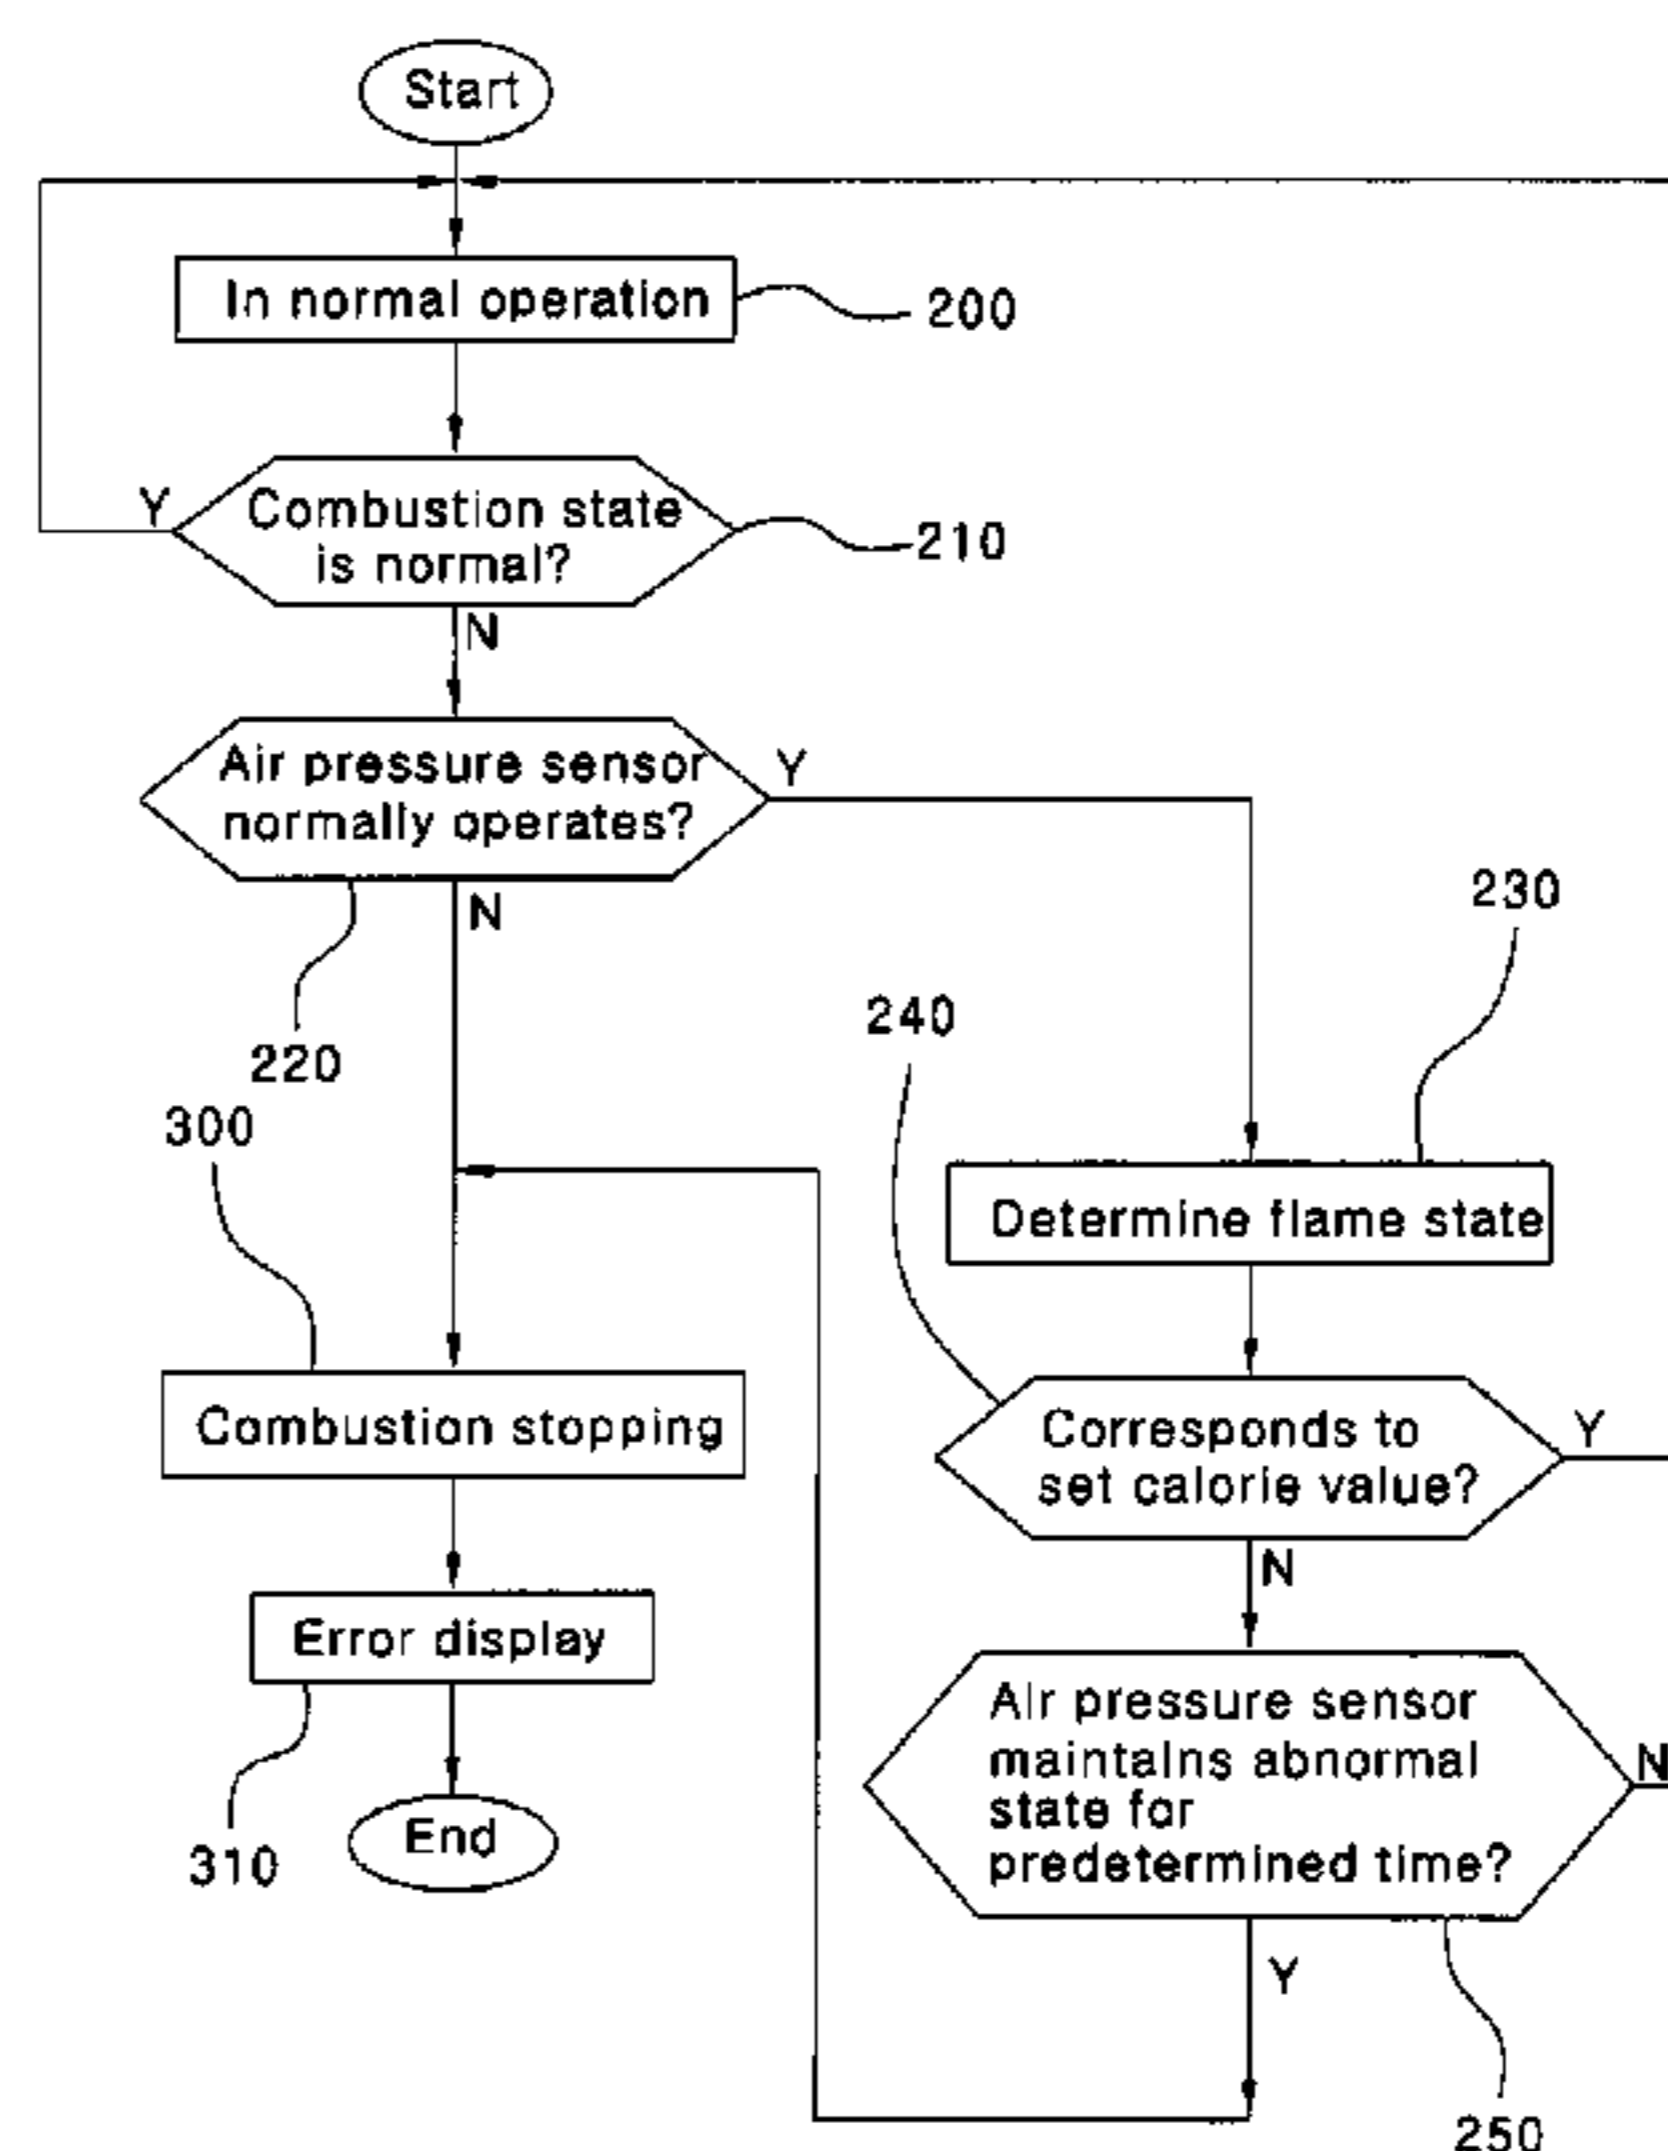 Start
In normal operation
200
Y
Combustion state
is normal?
210
N
Air pressure sensor
normally operates?
Y
N
220
230
240
300
Determine flame state
Combustion stopping
Corresponds to
set calorie value?
Y
N
Error display
310
End
Air pressure sensor
maintains abnormal
state for
predetermined time?
N
Y
250